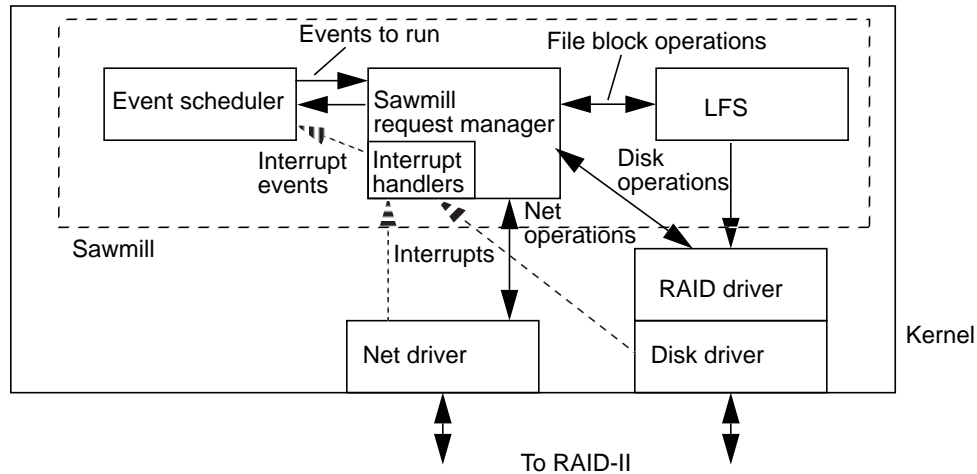 Events to run
File block operations
Event scheduler
Sawmill
request manager
LFS
Interrupt
events
Interrupt
handlers
Disk
operations
Net
operations
Sawmill
Interrupts
RAID driver
Kernel
Net driver
Disk driver
To RAID-II